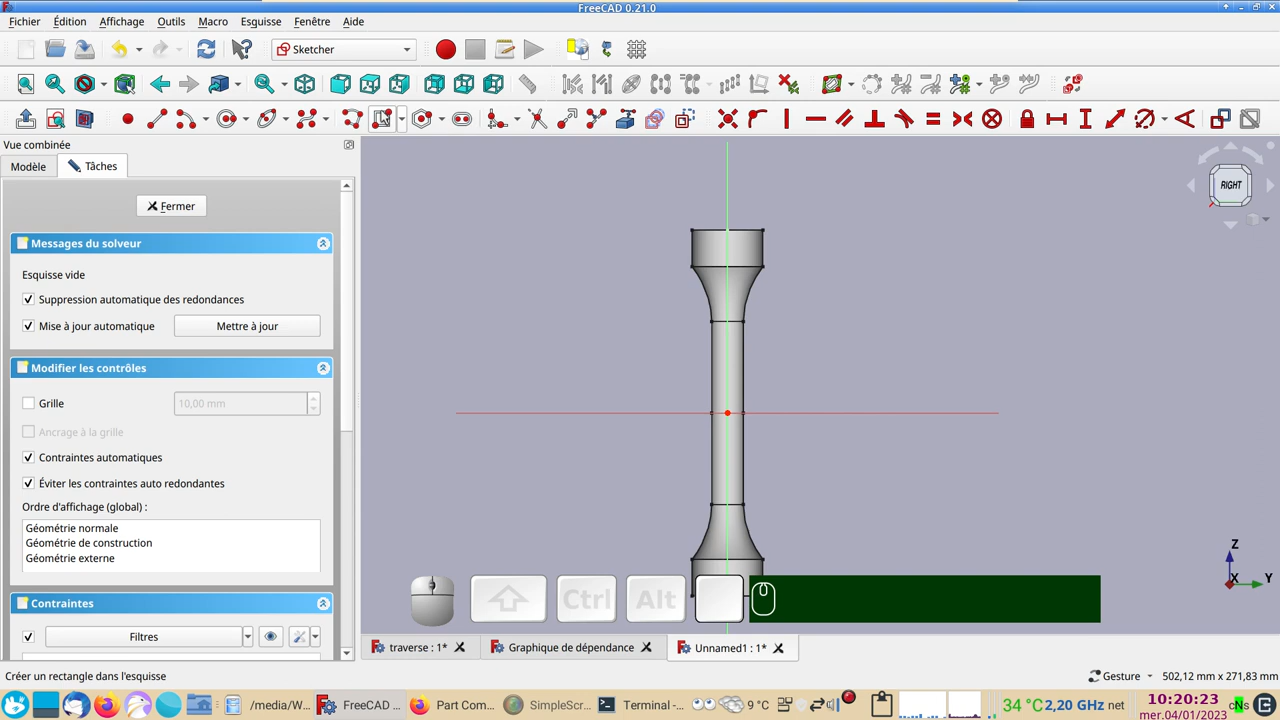 FreeCAD 0.21.0
Fichier Édition Affichage Outils Macro Esquisse Fenêtre Aide
Sketcher
Vue combinée
Modèle Tâches
Fermer
Messages du solveur
Esquisse vide
Suppression automatique des redondances
Mise à jour automatique Mettre à jour
Modifier les contrôles
Grille 10,00 mm
Ancrage à la grille
Contraintes automatiques
Éviter les contraintes auto redondantes
Ordre d'affichage (global) :
Géométrie normale
Géométrie de construction
Géométrie externe
Contraintes
Filtres
RIGHT
Z
X Y
Ctrl Alt
traverse : 1* Graphique de dépendance Unnamed1 : 1*
Créer un rectangle dans l'esquisse Gesture 502,12 mm x 271,83 mm
/media/W... FreeCAD ... Part Com... SimpleScr... Terminal -... 9 °C 34 °C 2,20 GHz net 10:20:23 cNs
mer.04/01/2023